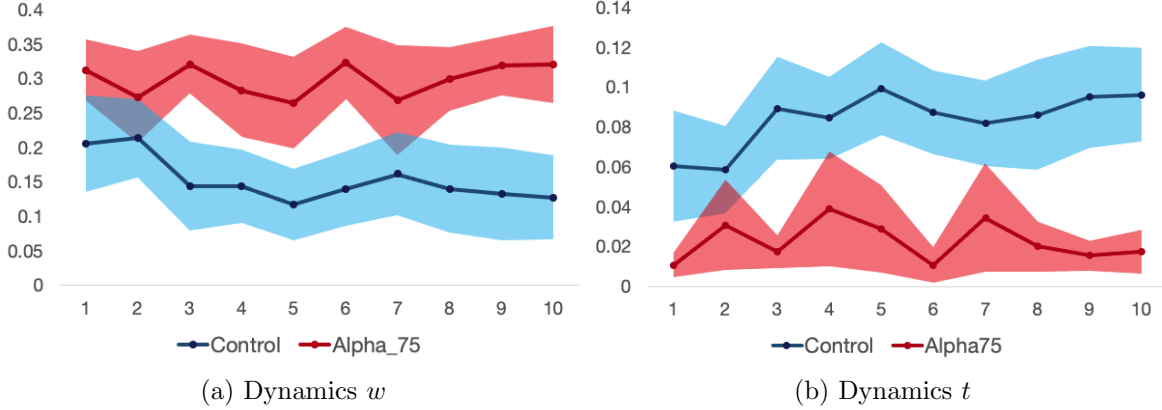 0.4
0.35
0.3
0.25
0.2
0.15
0.1
0.05
0
1 2 3 4 5 6 7 8 9 10
Control Alpha_75
(a) Dynamics w
0.14
0.12
0.1
0.08
0.06
0.04
0.02
0
1 2 3 4 5 6 7 8 9 10
Control Alpha75
(b) Dynamics t